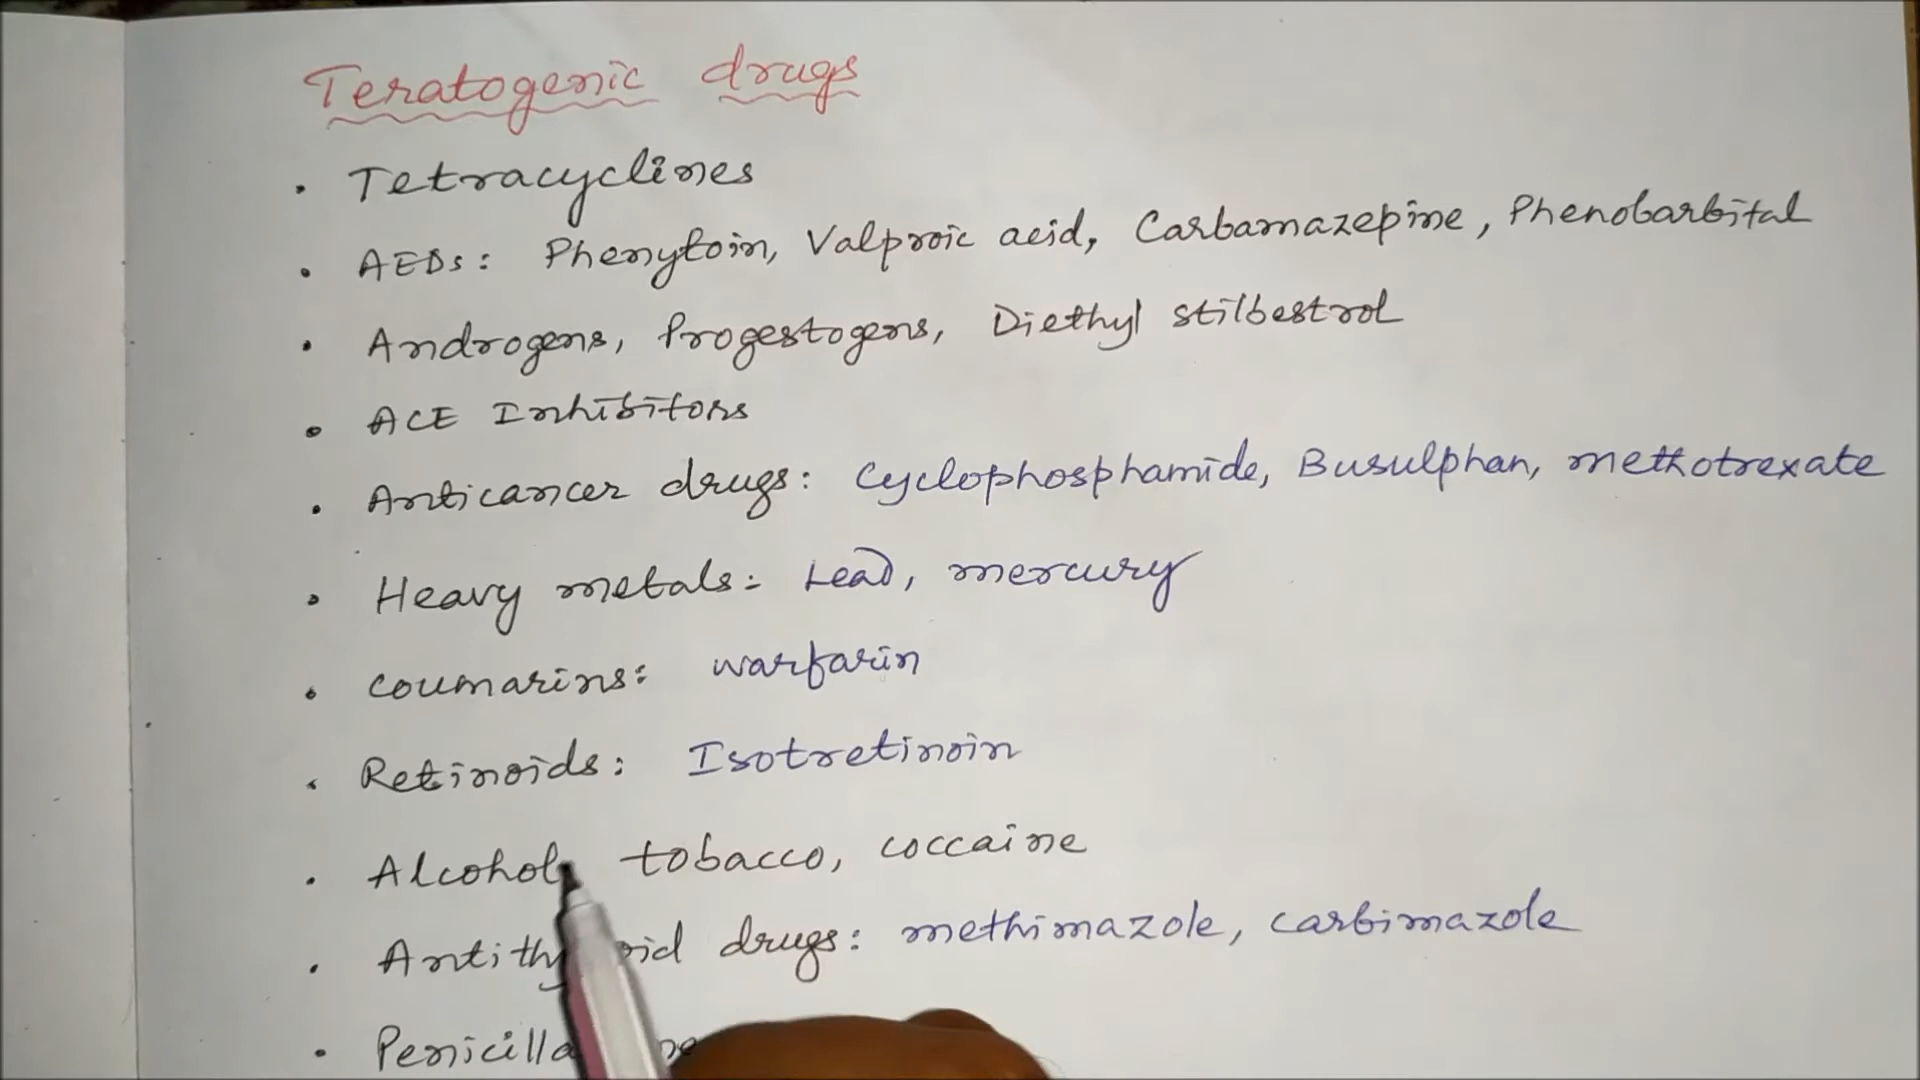 Teratogenic drugs
• Tetracyclines
• AEDs: Phenytoin, Valproic acid, Carbamazepine, Phenobarbital
• Androgens, Progestogens, Diethyl stilbestrol
• ACE Inhibitors
• Anticancer drugs: Cyclophosphamide, Busulphan, methotrexate
• Heavy metals: Lead, mercury
• coumarins: warfarin
• Retinoids: Isotretinoin
• Alcohol, tobacco, coccaine
• drugs: methimazole, carbimazole